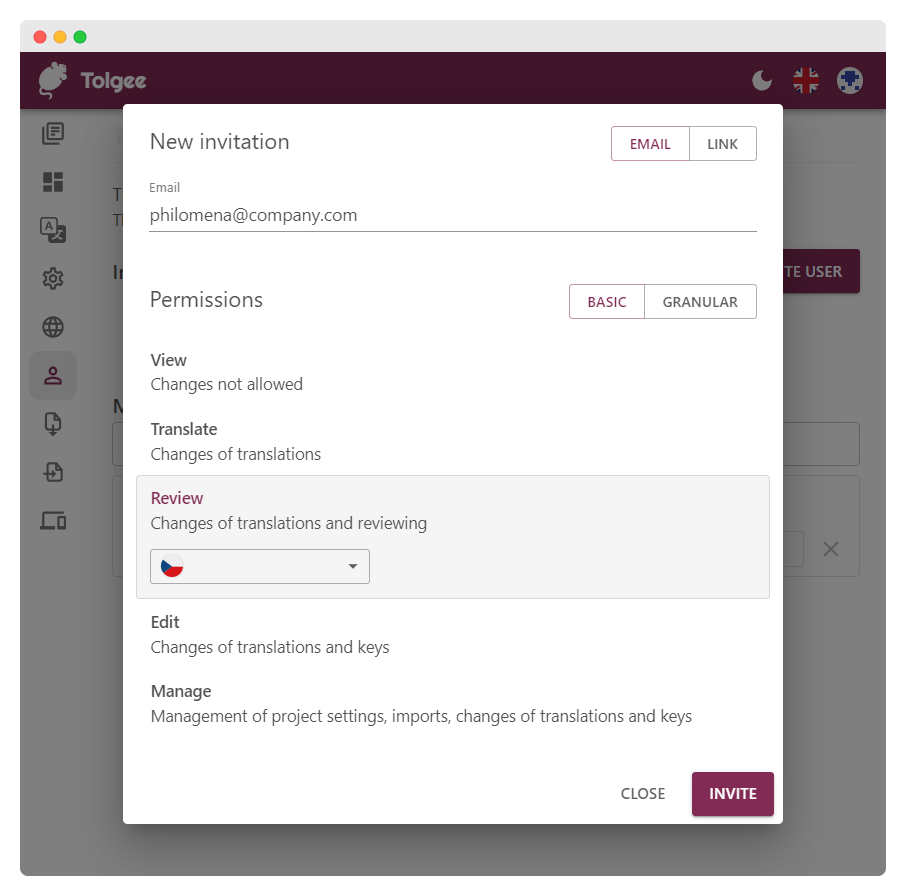 Tolgee
New invitation
EMAIL
LINK
Email
philomena@company.com
TE USER
Permissions
BASIC
GRANULAR
View
Changes not allowed
Translate
Changes of translations
Review
Changes of translations and reviewing
Edit
Changes of translations and keys
Manage
Management of project settings, imports, changes of translations and keys
CLOSE
INVITE